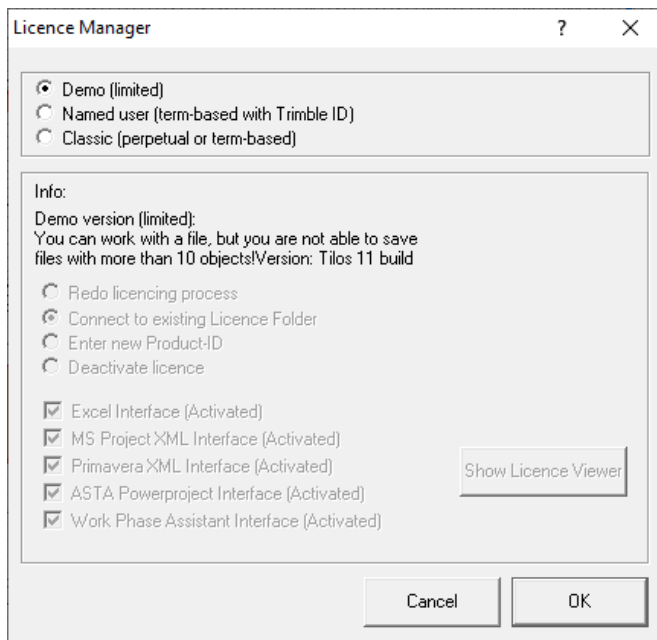 Licence Manager
Demo (limited)
Named user (term-based with Trimble ID)
Classic (perpetual or term-based)
Info:
Demo version (limited):
You can work with a file, but you are not able to save
files with more than 10 objects!Version: Tilos 11 build
Redo licencing process
Connect to existing Licence Folder
Enter new Product-ID
Deactivate licence
Excel Interface (Activated)
MS Project XML Interface (Activated)
Primavera XML Interface (Activated)
Show Licence Viewer
ASTA Powerproject Interface (Activated)
Work Phase Assistant Interface (Activated)
Cancel
OK